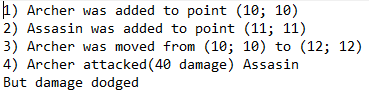 1) Archer was added to point (10; 10)
2) Assasin was added to point (11; 11)
3) Archer was moved from (10; 10) to (12; 12)
4) Archer attacked(40 damage) Assasin
But damage dodged